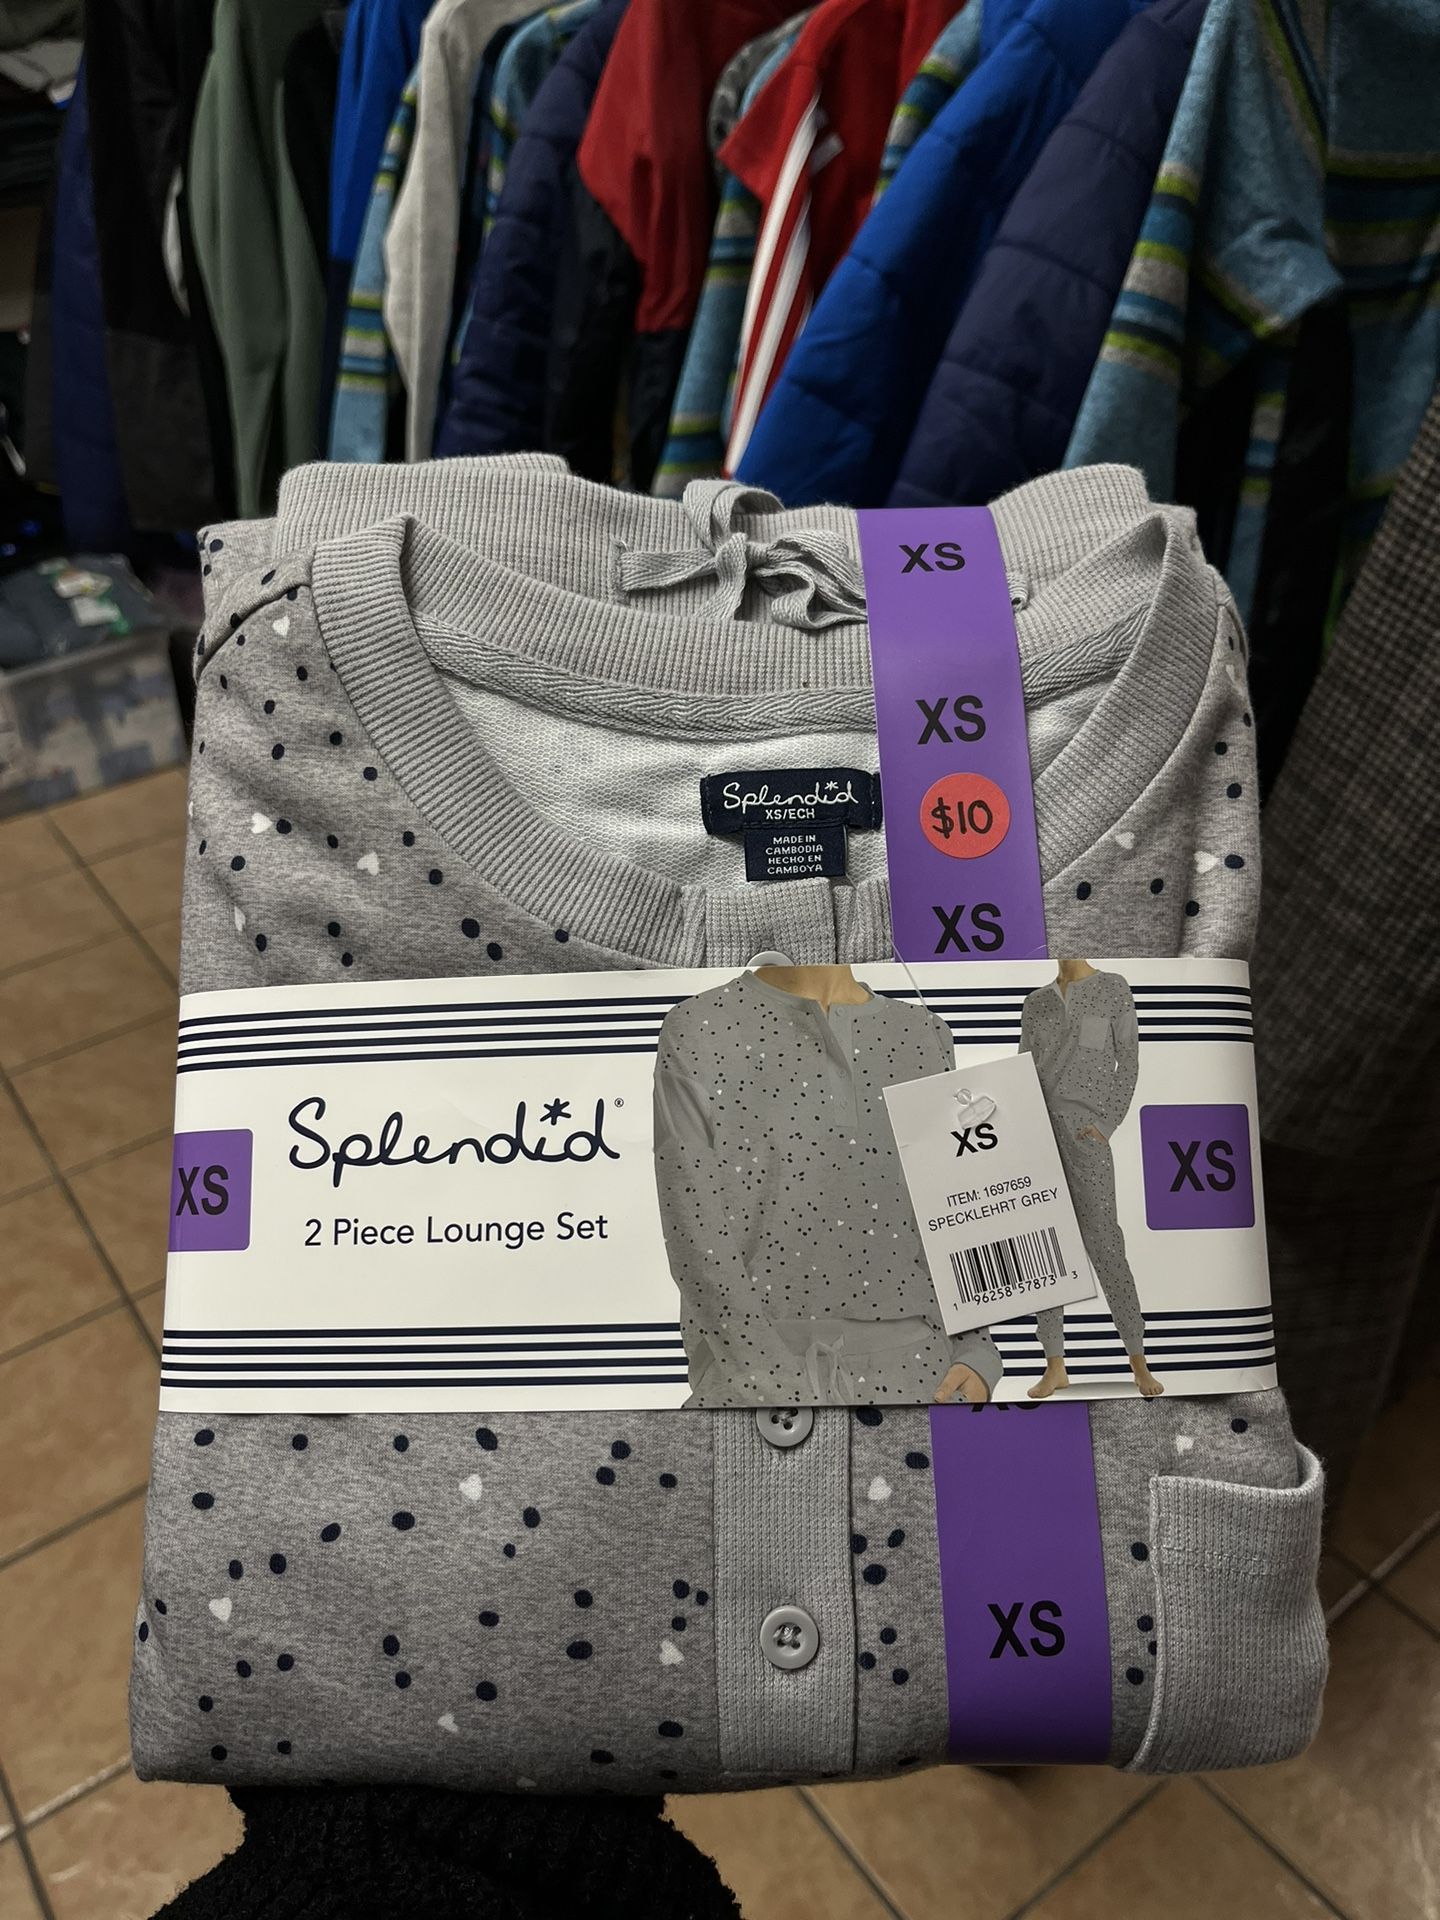 XS
XS
Splendid
XS/ECH
MADE IN
CAMBODIA
HECHO EN
CAMBOYA
$10
XS
Splendid®
2 Piece Lounge Set
XS
XS
ITEM: 1697659
SPECKLEHRT GREY
1 96258 57873 3
XS
XS
XS